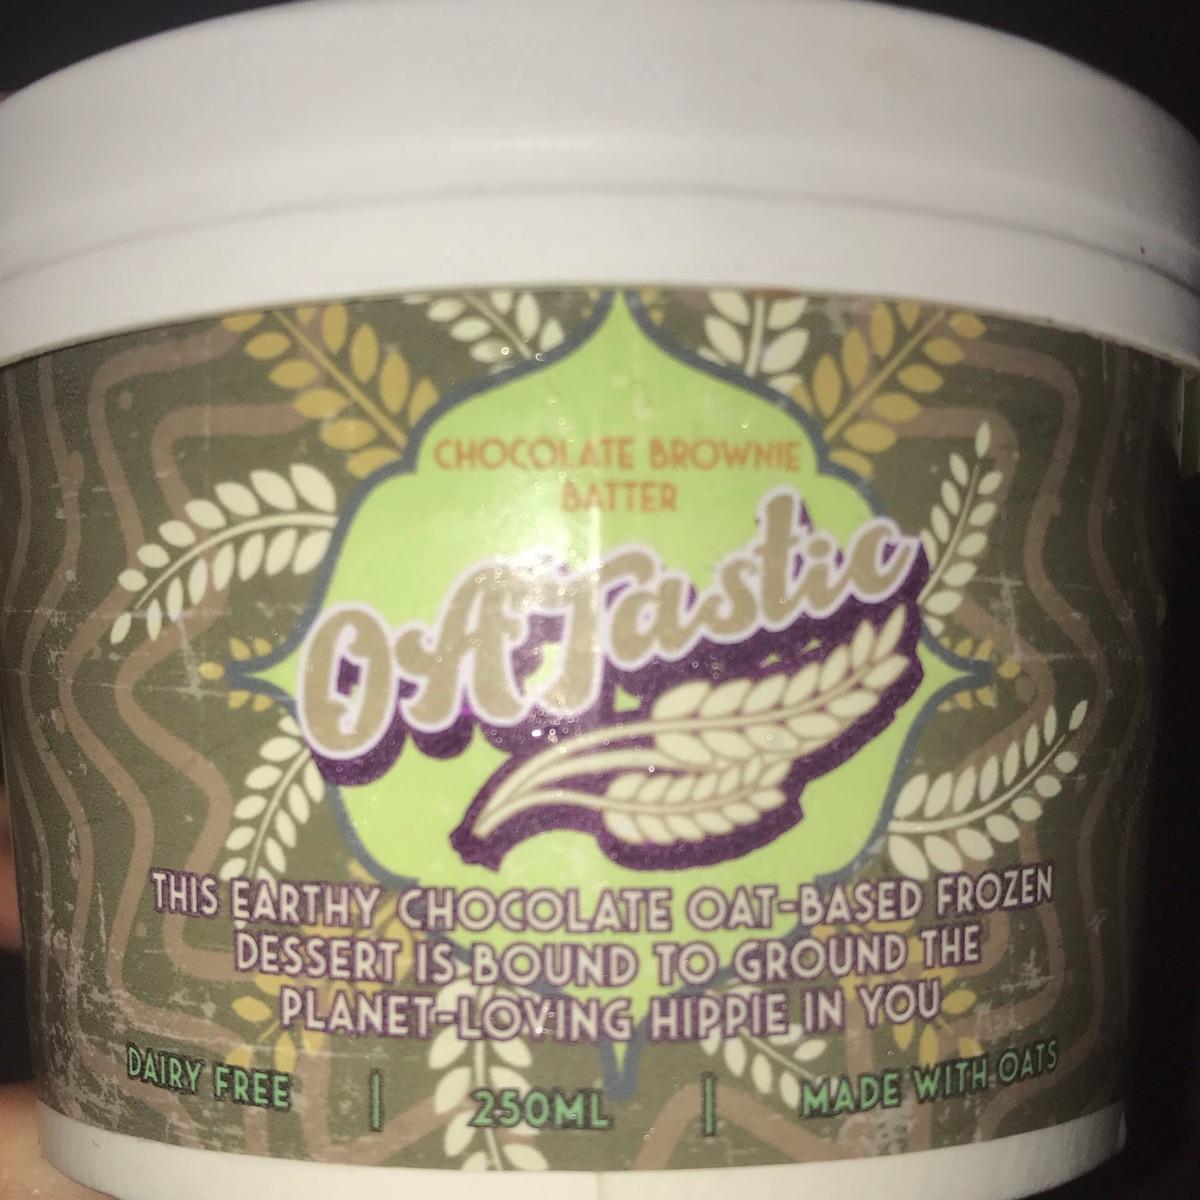 CHOCOLATE BROWNIE
BATTER
OATastic
THIS EARTHY CHOCOLATE OAT-BASED FROZEN
DESSERT IS BOUND TO GROUND THE
PLANET-LOVING HIPPIE IN YOU
DAIRY FREE | 250ML | MADE WITH OATS